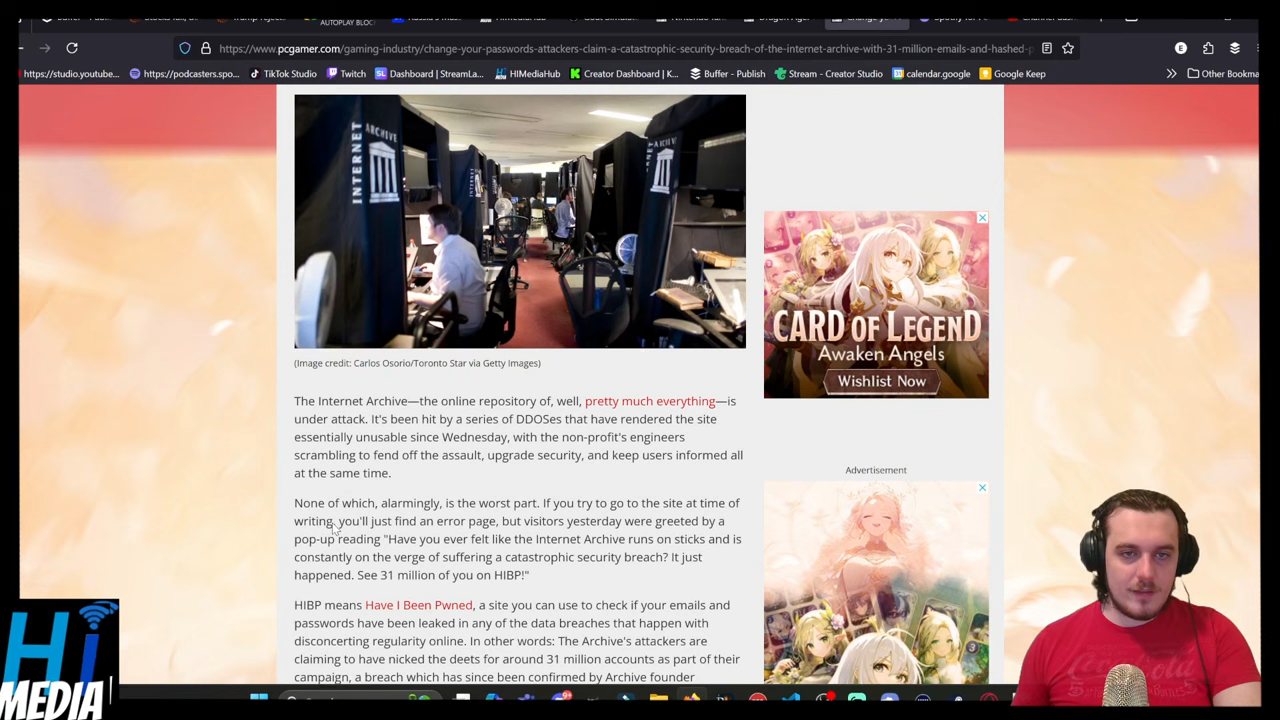 https://www.pcgamer.com/gaming-industry/change-your-passwords-attackers-claim-a-catastrophic-security-breach-of-the-internet-archive-with-31-million-emails-and-hashed-p
E
https://studio.youtube...
https://podcasters.spo...
TikTok Studio
Twitch
Dashboard | StreamLa...
HIMediaHub
Creator Dashboard | K...
Buffer - Publish
Stream - Creator Studio
calendar.google
Google Keep
Other Bookma
INTERNET ARCHIVE
(Image credit: Carlos Osorio/Toronto Star via Getty Images)
The Internet Archive—the online repository of, well, pretty much everything—is
under attack. It's been hit by a series of DDOSes that have rendered the site
essentially unusable since Wednesday, with the non-profit's engineers
scrambling to fend off the assault, upgrade security, and keep users informed all
at the same time.
None of which, alarmingly, is the worst part. If you try to go to the site at time of
writing, you'll just find an error page, but visitors yesterday were greeted by a
pop-up reading "Have you ever felt like the Internet Archive runs on sticks and is
constantly on the verge of suffering a catastrophic security breach? It just
happened. See 31 million of you on HIBP!"
HIBP means Have I Been Pwned, a site you can use to check if your emails and
passwords have been leaked in any of the data breaches that happen with
disconcerting regularity online. In other words: The Archive's attackers are
claiming to have nicked the deets for around 31 million accounts as part of their
campaign, a breach which has since been confirmed by Archive founder
CARD OF LEGEND
Awaken Angels
Wishlist Now
Advertisement
Hi
MEDIA